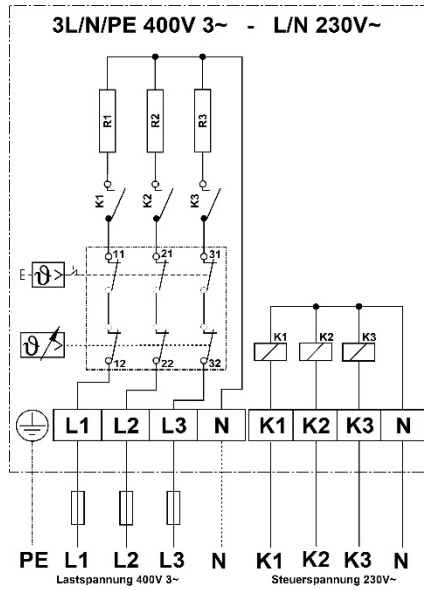 3L/N/PE 400V 3~ - L/N 230V~
R1 R2 R3
K1 K2 K3
11 21 31
E ϑ >
ϑ >
K1 K2 K3
12 22 32
L1 L2 L3 N K1 K2 K3 N
PE L1 L2 L3 N K1 K2 K3 N
Lastspannung 400V 3~ Steuerspannung 230V~